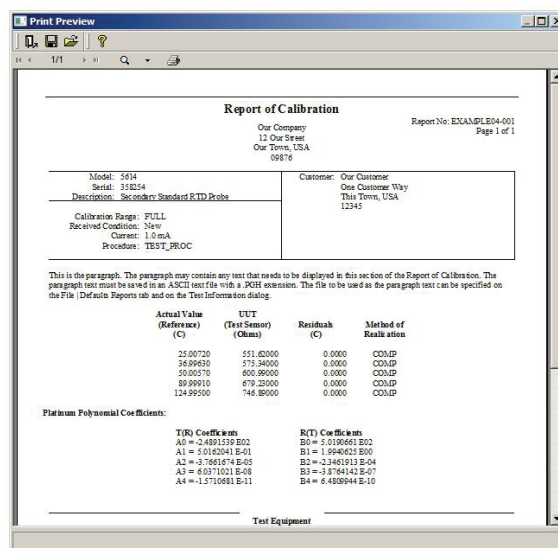 Print Preview
1/1
Report of Calibration
Report No: EXAMPLE04-001
Page 1 of 1
Our Company
12 Our Street
Our Town, USA
09876
Model: 5614
Serial: 358254
Description: Secondary Standard RTD Probe
Customer: Our Customer
One Customer Way
This Town, USA
12345
Calibration Range: FULL
Received Condition: New
Current: 1.0 mA
Procedure: TEST_PROC
This is the paragraph. The paragraph may contain any text that needs to be displayed in this section of the Report of Calibration. The
paragraph text must be saved in an ASCII text file with a .PGH extension. The file to be used as the paragraph text can be specified on
the File | Defaults Reports tab and on the Test Information dialog.
Actual Value UUT
(Reference) (Test Sensor) Residuals Method of
(C) (Ohms) (C) Realization
25.00720 551.62000 0.0000 COMP
36.99630 575.34000 0.0000 COMP
50.00570 600.99000 0.0000 COMP
89.99910 679.23000 0.0000 COMP
124.99500 746.89000 0.0000 COMP
Platinum Polynomial Coefficients:
T(R) Coefficients R(T) Coefficients
A0 = -2.4891539 E02 B0 = 5.0190661 E02
A1 = 5.0162041 E-01 B1 = 1.9940625 E00
A2 = -3.7661674 E-05 B2 = -2.3461913 E-04
A3 = 6.0371021 E-08 B3 = -3.8764142 E-07
A4 = -1.5710681 E-11 B4 = 6.4809944 E-10
Test Equipment